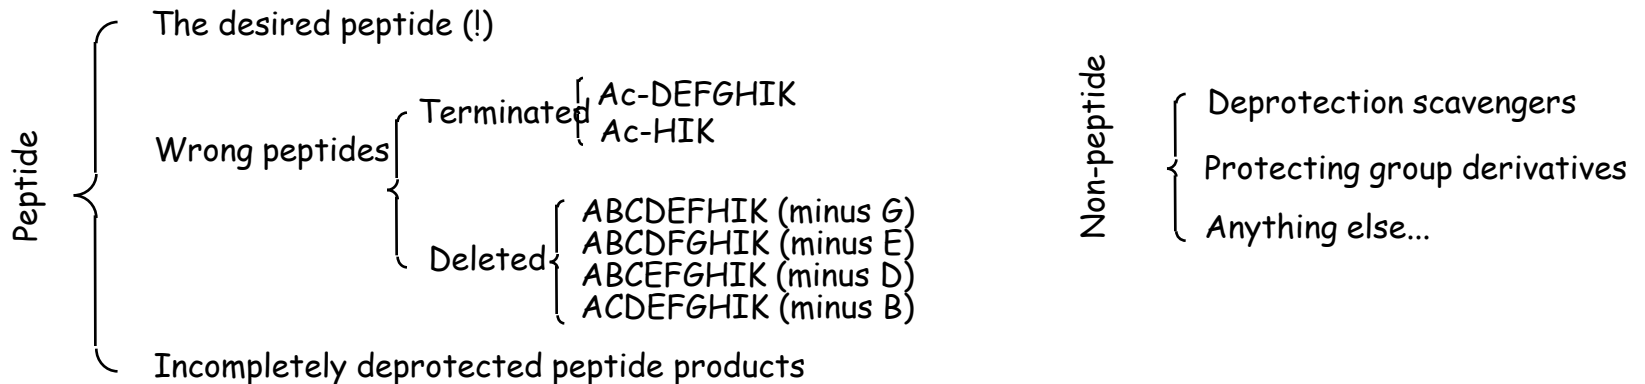 Peptide
The desired peptide (!)
Wrong peptides
Terminated
Ac-DEFGHIK
Ac-HIK
Deleted
ABCDEFHIK (minus G)
ABCDFGHIK (minus E)
ABCEFGHIK (minus D)
ACDEFGHIK (minus B)
Incompletely deprotected peptide products
Non-peptide
Deprotection scavengers
Protecting group derivatives
Anything else...